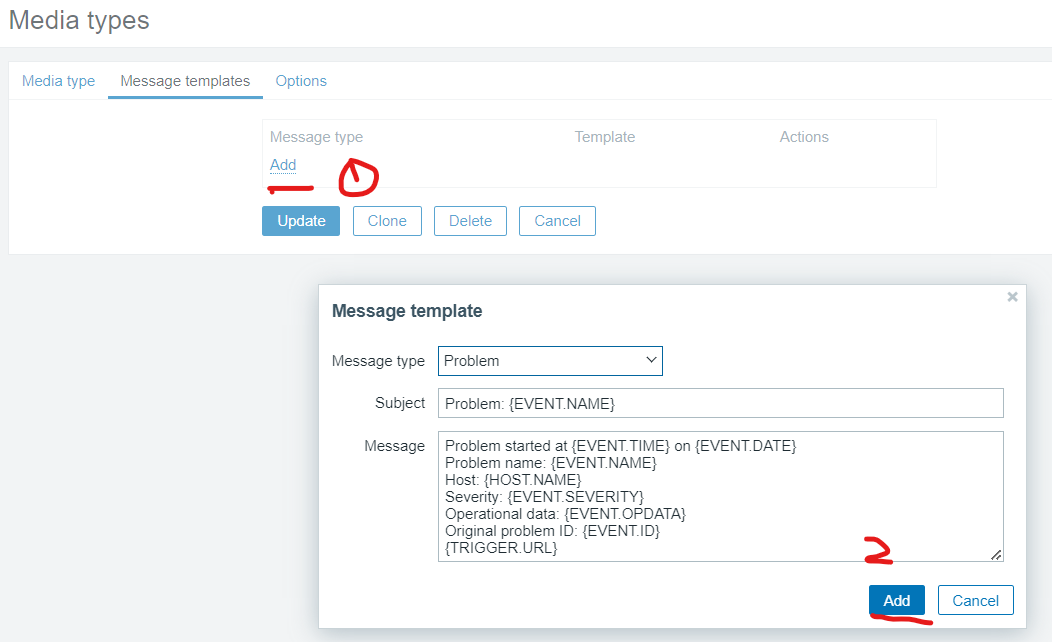 Media types
Media type Message templates Options
Message type Template Actions
Add
1
Update Clone Delete Cancel
Message template
Message type Problem
Subject Problem: {EVENT.NAME}
Message Problem started at {EVENT.TIME} on {EVENT.DATE}
Problem name: {EVENT.NAME}
Host: {HOST.NAME}
Severity: {EVENT.SEVERITY}
Operational data: {EVENT.OPDATA}
Original problem ID: {EVENT.ID}
{TRIGGER.URL}
2
Add Cancel